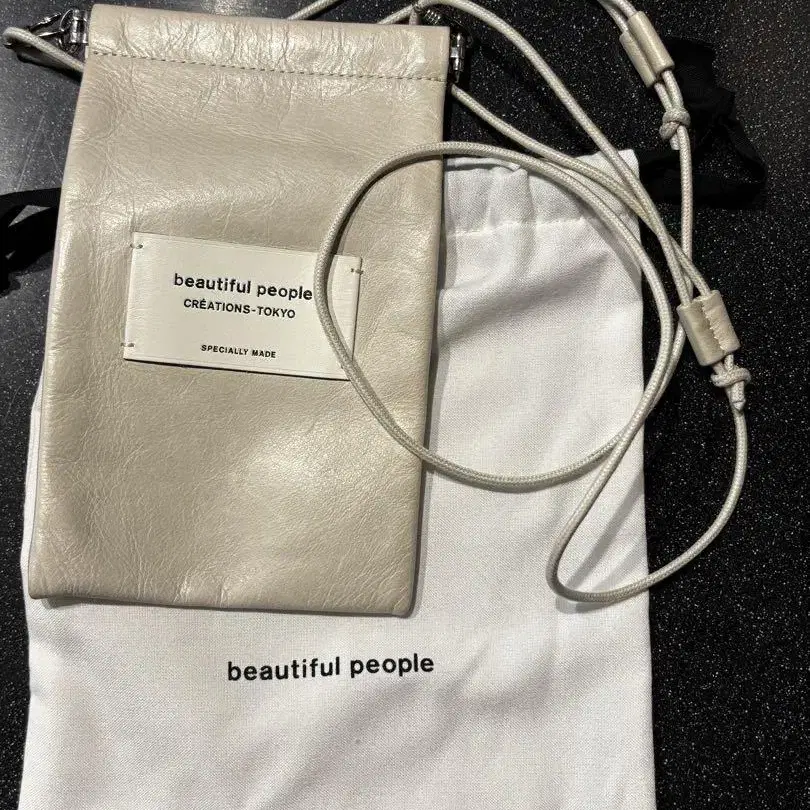 beautiful people
CRÉATIONS-TOKYO
SPECIALLY MADE
beautiful people